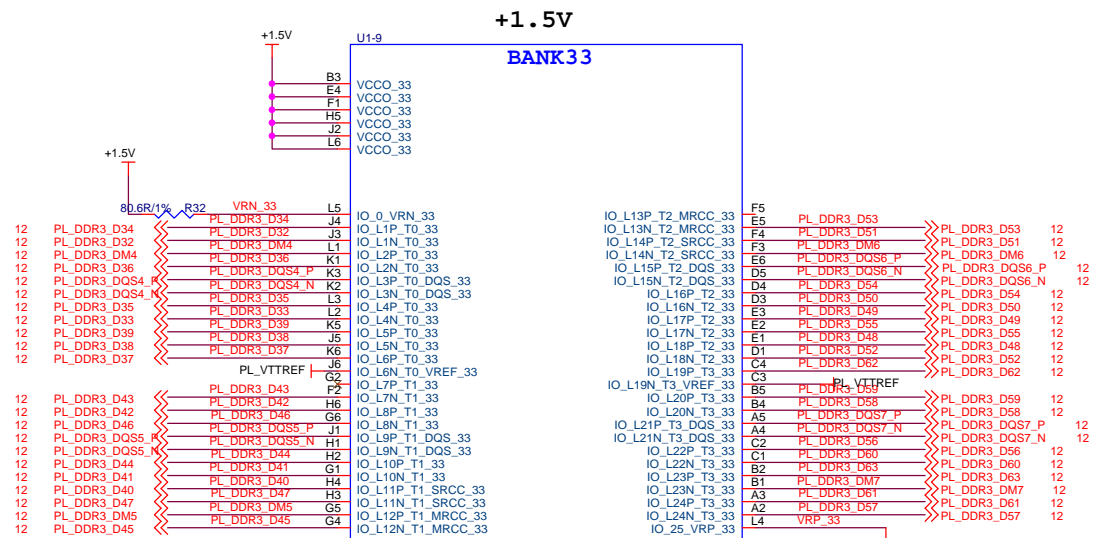 +1.5V
+1.5V
U1-9
BANK33
B3 VCCO_33
E4 VCCO_33
F1 VCCO_33
H5 VCCO_33
J2 VCCO_33
L6 VCCO_33
+1.5V
80.6R/1% R32 VRN_33 L5 IO_0_VRN_33 IO_L13P_T2_MRCC_33 F5
12 PL_DDR3_D34 PL_DDR3_D34 J4 IO_L1P_T0_33 IO_L13N_T2_MRCC_33 E5 PL_DDR3_D53 PL_DDR3_D53 12
12 PL_DDR3_D32 PL_DDR3_D32 J3 IO_L1N_T0_33 IO_L14P_T2_SRCC_33 F4 PL_DDR3_D51 PL_DDR3_D51 12
12 PL_DDR3_DM4 PL_DDR3_DM4 L1 IO_L2P_T0_33 IO_L14N_T2_SRCC_33 F3 PL_DDR3_DM6 PL_DDR3_DM6 12
12 PL_DDR3_D36 PL_DDR3_D36 K1 IO_L2N_T0_33 IO_L15P_T2_DQS_33 E6 PL_DDR3_DQS6_P PL_DDR3_DQS6_P 12
12 PL_DDR3_DQS4_P PL_DDR3_DQS4_P K3 IO_L3P_T0_DQS_33 IO_L15N_T2_DQS_33 D5 PL_DDR3_DQS6_N PL_DDR3_DQS6_N 12
12 PL_DDR3_DQS4_N PL_DDR3_DQS4_N K2 IO_L3N_T0_DQS_33 IO_L16P_T2_33 D4 PL_DDR3_D54 PL_DDR3_D54 12
12 PL_DDR3_D35 PL_DDR3_D35 L3 IO_L4P_T0_33 IO_L16N_T2_33 D3 PL_DDR3_D50 PL_DDR3_D50 12
12 PL_DDR3_D33 PL_DDR3_D33 L2 IO_L4N_T0_33 IO_L17P_T2_33 E3 PL_DDR3_D49 PL_DDR3_D49 12
12 PL_DDR3_D39 PL_DDR3_D39 K5 IO_L5P_T0_33 IO_L17N_T2_33 E2 PL_DDR3_D55 PL_DDR3_D55 12
12 PL_DDR3_D38 PL_DDR3_D38 J5 IO_L5N_T0_33 IO_L18P_T2_33 E1 PL_DDR3_D48 PL_DDR3_D48 12
12 PL_DDR3_D37 PL_DDR3_D37 K6 IO_L6P_T0_33 IO_L18N_T2_33 D1 PL_DDR3_D52 PL_DDR3_D52 12
PL_VTTREF J6 IO_L6N_T0_VREF_33 IO_L19P_T3_33 C4 PL_DDR3_D62 PL_DDR3_D62 12
G2 IO_L7P_T1_33 IO_L19N_T3_VREF_33 C3 PL_VTTREF
12 PL_DDR3_D43 PL_DDR3_D43 F2 IO_L7N_T1_33 IO_L20P_T3_33 B5 PL_DDR3_D59 PL_DDR3_D59 12
12 PL_DDR3_D42 PL_DDR3_D42 H6 IO_L8P_T1_33 IO_L20N_T3_33 B4 PL_DDR3_D58 PL_DDR3_D58 12
12 PL_DDR3_D46 PL_DDR3_D46 G6 IO_L8N_T1_33 IO_L21P_T3_DQS_33 A5 PL_DDR3_DQS7_P PL_DDR3_DQS7_P 12
12 PL_DDR3_DQS5_P PL_DDR3_DQS5_P J1 IO_L9P_T1_DQS_33 IO_L21N_T3_DQS_33 A4 PL_DDR3_DQS7_N PL_DDR3_DQS7_N 12
12 PL_DDR3_DQS5_N PL_DDR3_DQS5_N H1 IO_L9N_T1_DQS_33 IO_L22P_T3_33 C2 PL_DDR3_D56 PL_DDR3_D56 12
12 PL_DDR3_D44 PL_DDR3_D44 H2 IO_L10P_T1_33 IO_L22N_T3_33 C1 PL_DDR3_D60 PL_DDR3_D60 12
12 PL_DDR3_D41 PL_DDR3_D41 G1 IO_L10N_T1_33 IO_L23P_T3_33 B2 PL_DDR3_D63 PL_DDR3_D63 12
12 PL_DDR3_D40 PL_DDR3_D40 H4 IO_L11P_T1_SRCC_33 IO_L23N_T3_33 B1 PL_DDR3_DM7 PL_DDR3_DM7 12
12 PL_DDR3_D47 PL_DDR3_D47 H3 IO_L11N_T1_SRCC_33 IO_L24P_T3_33 A3 PL_DDR3_D61 PL_DDR3_D61 12
12 PL_DDR3_DM5 PL_DDR3_DM5 G5 IO_L12P_T1_MRCC_33 IO_L24N_T3_33 A2 PL_DDR3_D57 PL_DDR3_D57 12
12 PL_DDR3_D45 PL_DDR3_D45 G4 IO_L12N_T1_MRCC_33 IO_25_VRP_33 L4 VRP_33